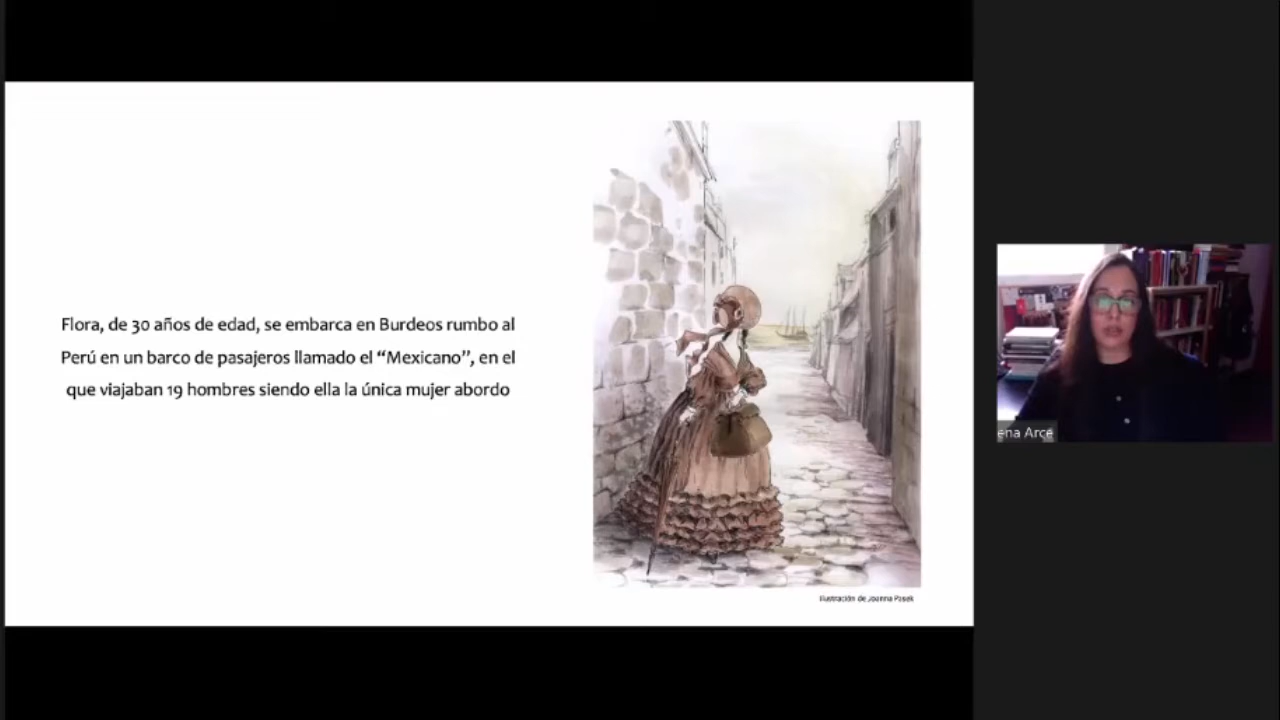 Flora, de 30 años de edad, se embarca en Burdeos rumbo al
Perú en un barco de pasajeros llamado el “Mexicano”, en el
que viajaban 19 hombres siendo ella la única mujer abordo
Ilustración de Joanna Pasek
ena Arce